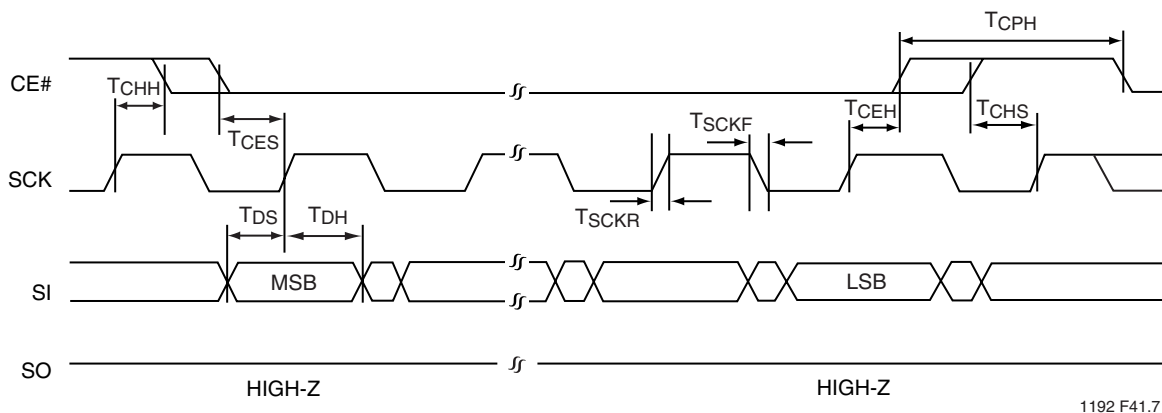 TCPH
CE#
TCHH
TCES
TSCKF
TCEH
TCHS
SCK
TDS
TDH
TSCKR
SI
MSB
LSB
SO
HIGH-Z
HIGH-Z
1192 F41.7